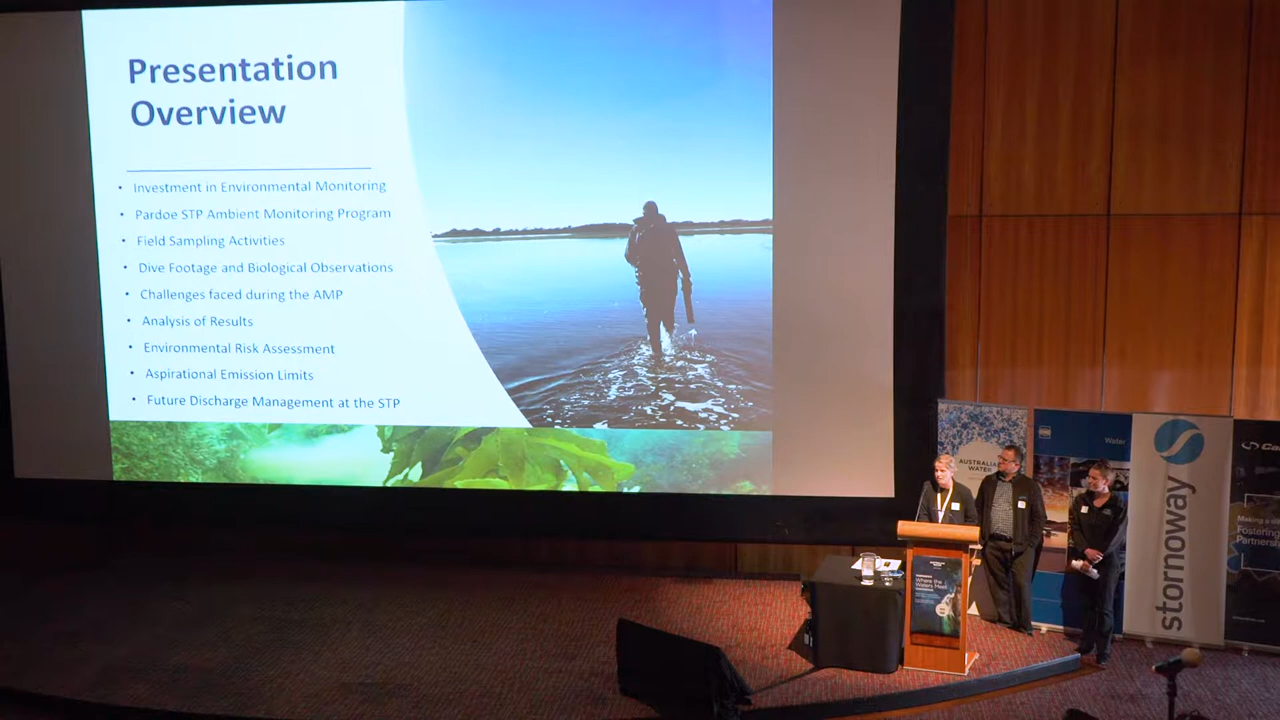 Presentation
Overview
• Investment in Environmental Monitoring
• Pardoe STP Ambient Monitoring Program
• Field Sampling Activities
• Dive Footage and Biological Observations
• Challenges faced during the AMP
• Analysis of Results
• Environmental Risk Assessment
• Aspirational Emission Limits
• Future Discharge Management at the STP
AUSTRALIAN
WATER
Water
stornoway
Making a
Fostering
Where the
Waters Meet